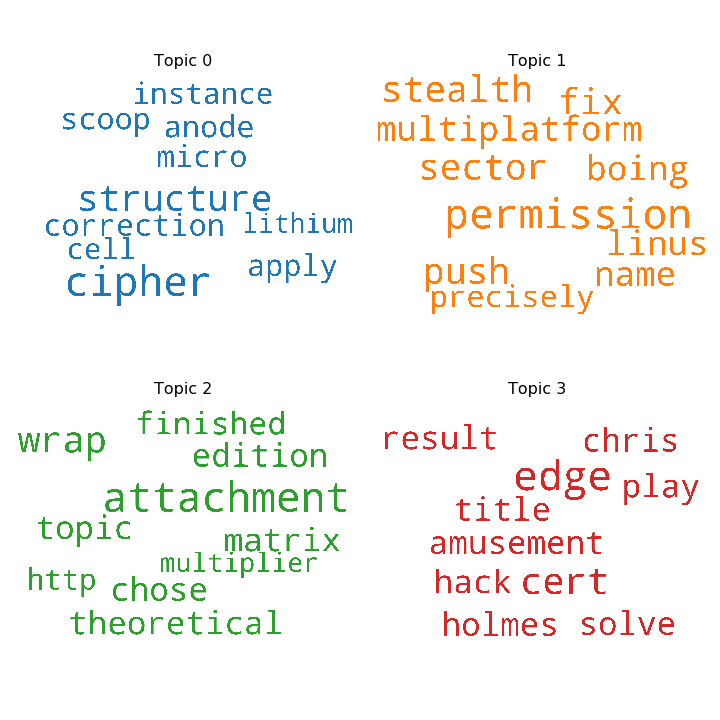 Topic 0
instance
scoop
anode
micro
structure
correction
lithium
cell
apply
cipher
Topic 1
stealth
fix
multiplatform
sector
boing
permission
linus
push
name
precisely
Topic 2
finished
wrap
edition
attachment
topic
matrix
multiplier
http
chose
theoretical
Topic 3
result
chris
edge
play
title
amusement
hack
cert
holmes
solve